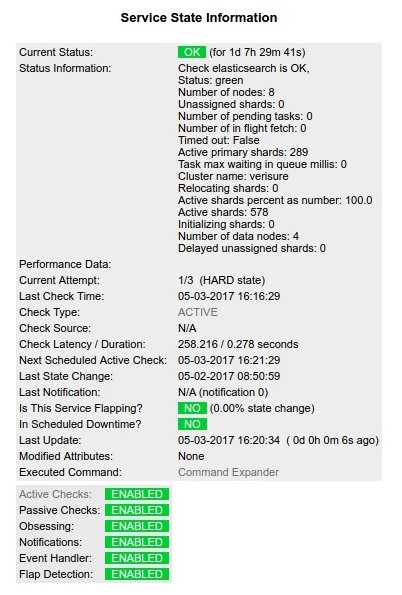 Service State Information
Current Status: OK (for 1d 7h 29m 41s)
Status Information: Check elasticsearch is OK,
Status: green
Number of nodes: 8
Unassigned shards: 0
Number of pending tasks: 0
Number of in flight fetch: 0
Timed out: False
Active primary shards: 289
Task max waiting in queue millis: 0
Cluster name: verisure
Relocating shards: 0
Active shards percent as number: 100.0
Active shards: 578
Initializing shards: 0
Number of data nodes: 4
Delayed unassigned shards: 0
Performance Data:
Current Attempt: 1/3 (HARD state)
Last Check Time: 05-03-2017 16:16:29
Check Type: ACTIVE
Check Source: N/A
Check Latency / Duration: 258.216 / 0.278 seconds
Next Scheduled Active Check: 05-03-2017 16:21:29
Last State Change: 05-02-2017 08:50:59
Last Notification: N/A (notification 0)
Is This Service Flapping? NO (0.00% state change)
In Scheduled Downtime? NO
Last Update: 05-03-2017 16:20:34 ( 0d 0h 0m 6s ago)
Modified Attributes: None
Executed Command: Command Expander
Active Checks: ENABLED
Passive Checks: ENABLED
Obsessing: ENABLED
Notifications: ENABLED
Event Handler: ENABLED
Flap Detection: ENABLED